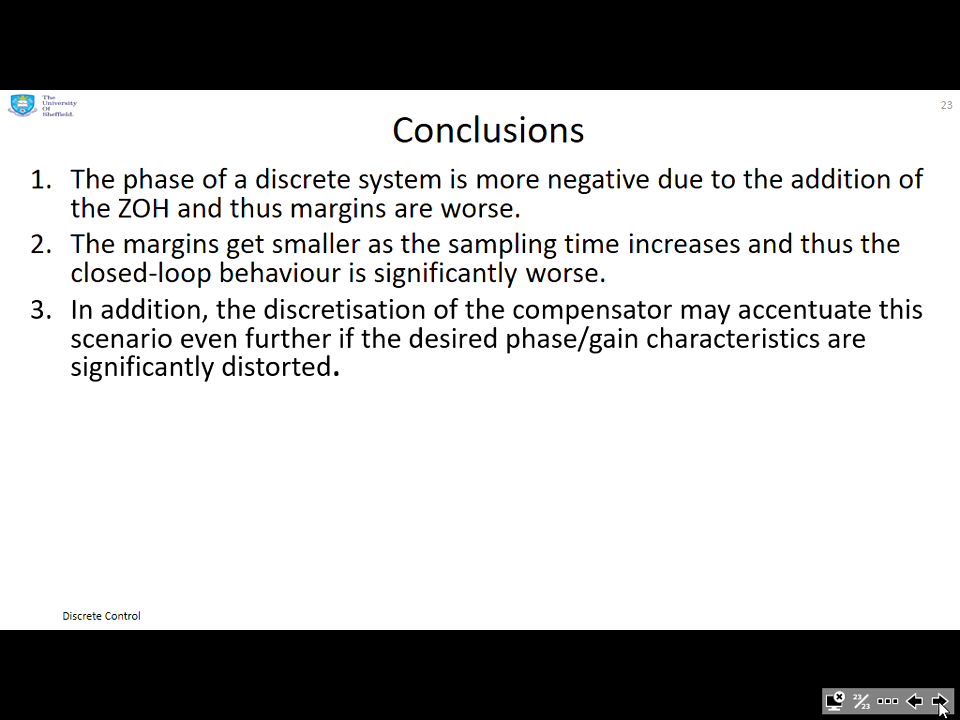 The
University
Of
Sheffield.
23
Conclusions
1. The phase of a discrete system is more negative due to the addition of
the ZOH and thus margins are worse.
2. The margins get smaller as the sampling time increases and thus the
closed-loop behaviour is significantly worse.
3. In addition, the discretisation of the compensator may accentuate this
scenario even further if the desired phase/gain characteristics are
significantly distorted.
Discrete Control
23/23